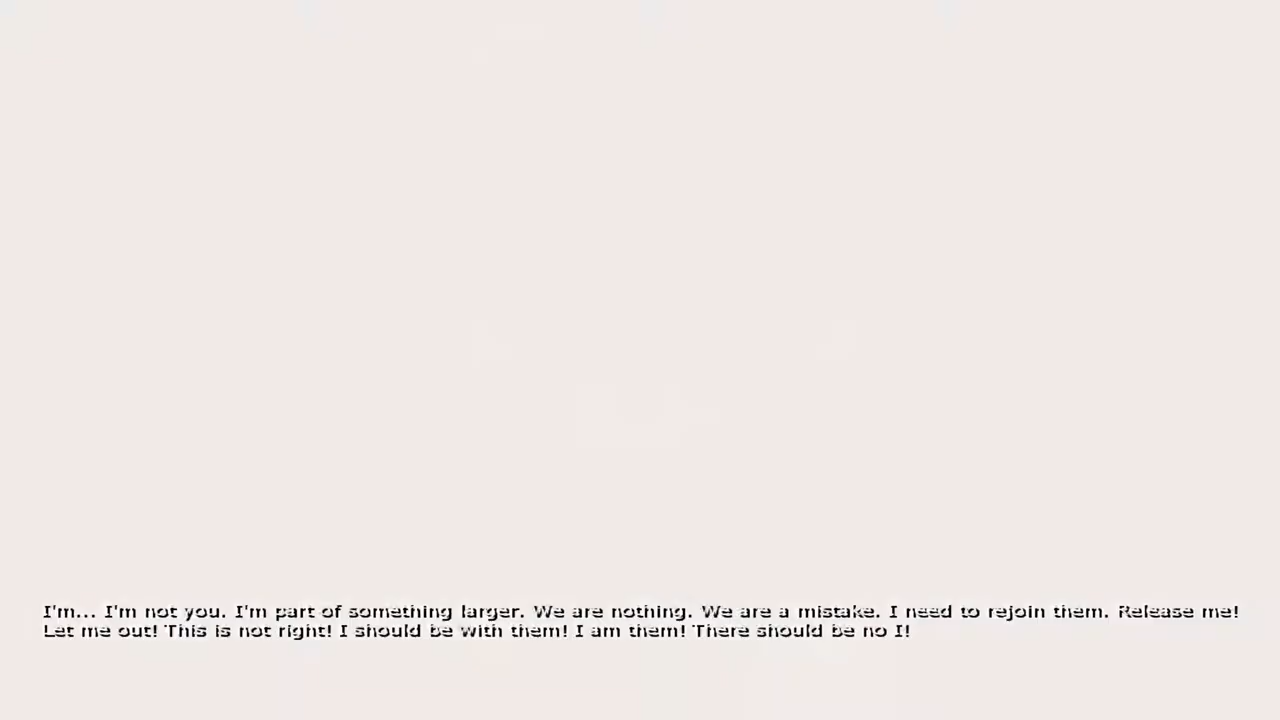 I'm... I'm not you. I'm part of something larger. We are nothing. We are a mistake. I need to rejoin them. Release me!
Let me out! This is not right! I should be with them! I am them! There should be no I!